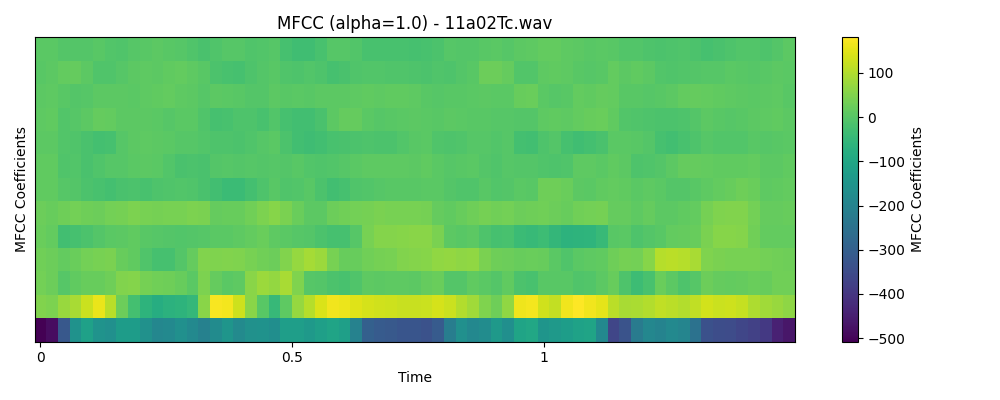 MFCC (alpha=1.0) - 11a02Tc.wav
MFCC Coefficients
0
0.5
1
Time
100
0
−100
−200
−300
−400
−500
MFCC Coefficients